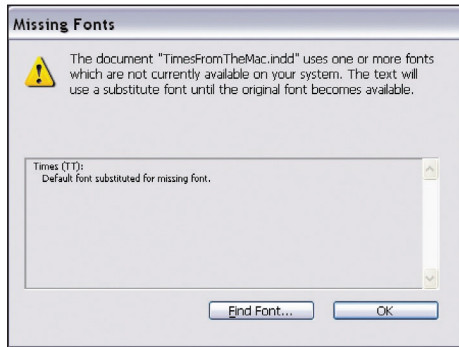 Missing Fonts
The document "TimesFromTheMac.indd" uses one or more fonts
which are not currently available on your system. The text will
use a substitute font until the original font becomes available.
Times (TT):
Default font substituted for missing font.
Find Font...
OK